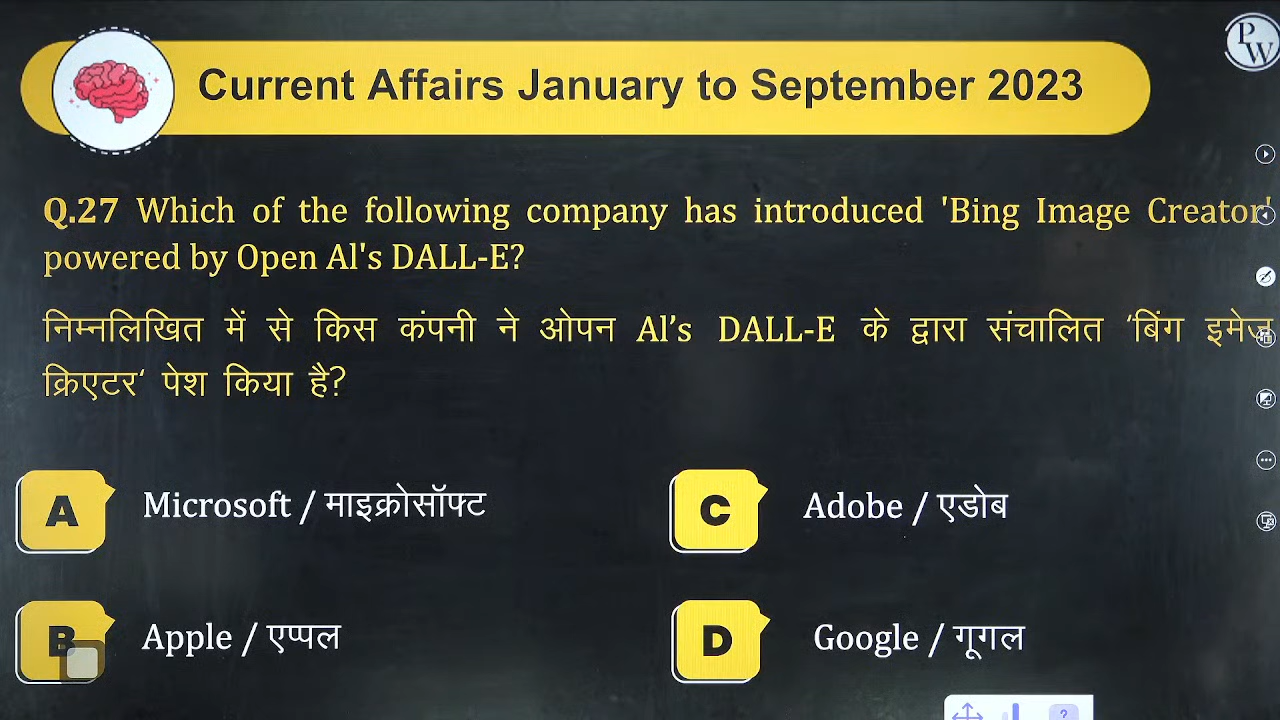 PW
Current Affairs January to September 2023
Q.27 Which of the following company has introduced 'Bing Image Creator'
powered by Open Al's DALL-E?
निम्नलिखित में से किस कंपनी ने ओपन Al’s DALL-E के द्वारा संचालित ‘बिंग इमेज
क्रिएटर‘ पेश किया है?
A Microsoft / माइक्रोसॉफ्ट
C Adobe / एडोब
B Apple / एप्पल
D Google / गूगल
?